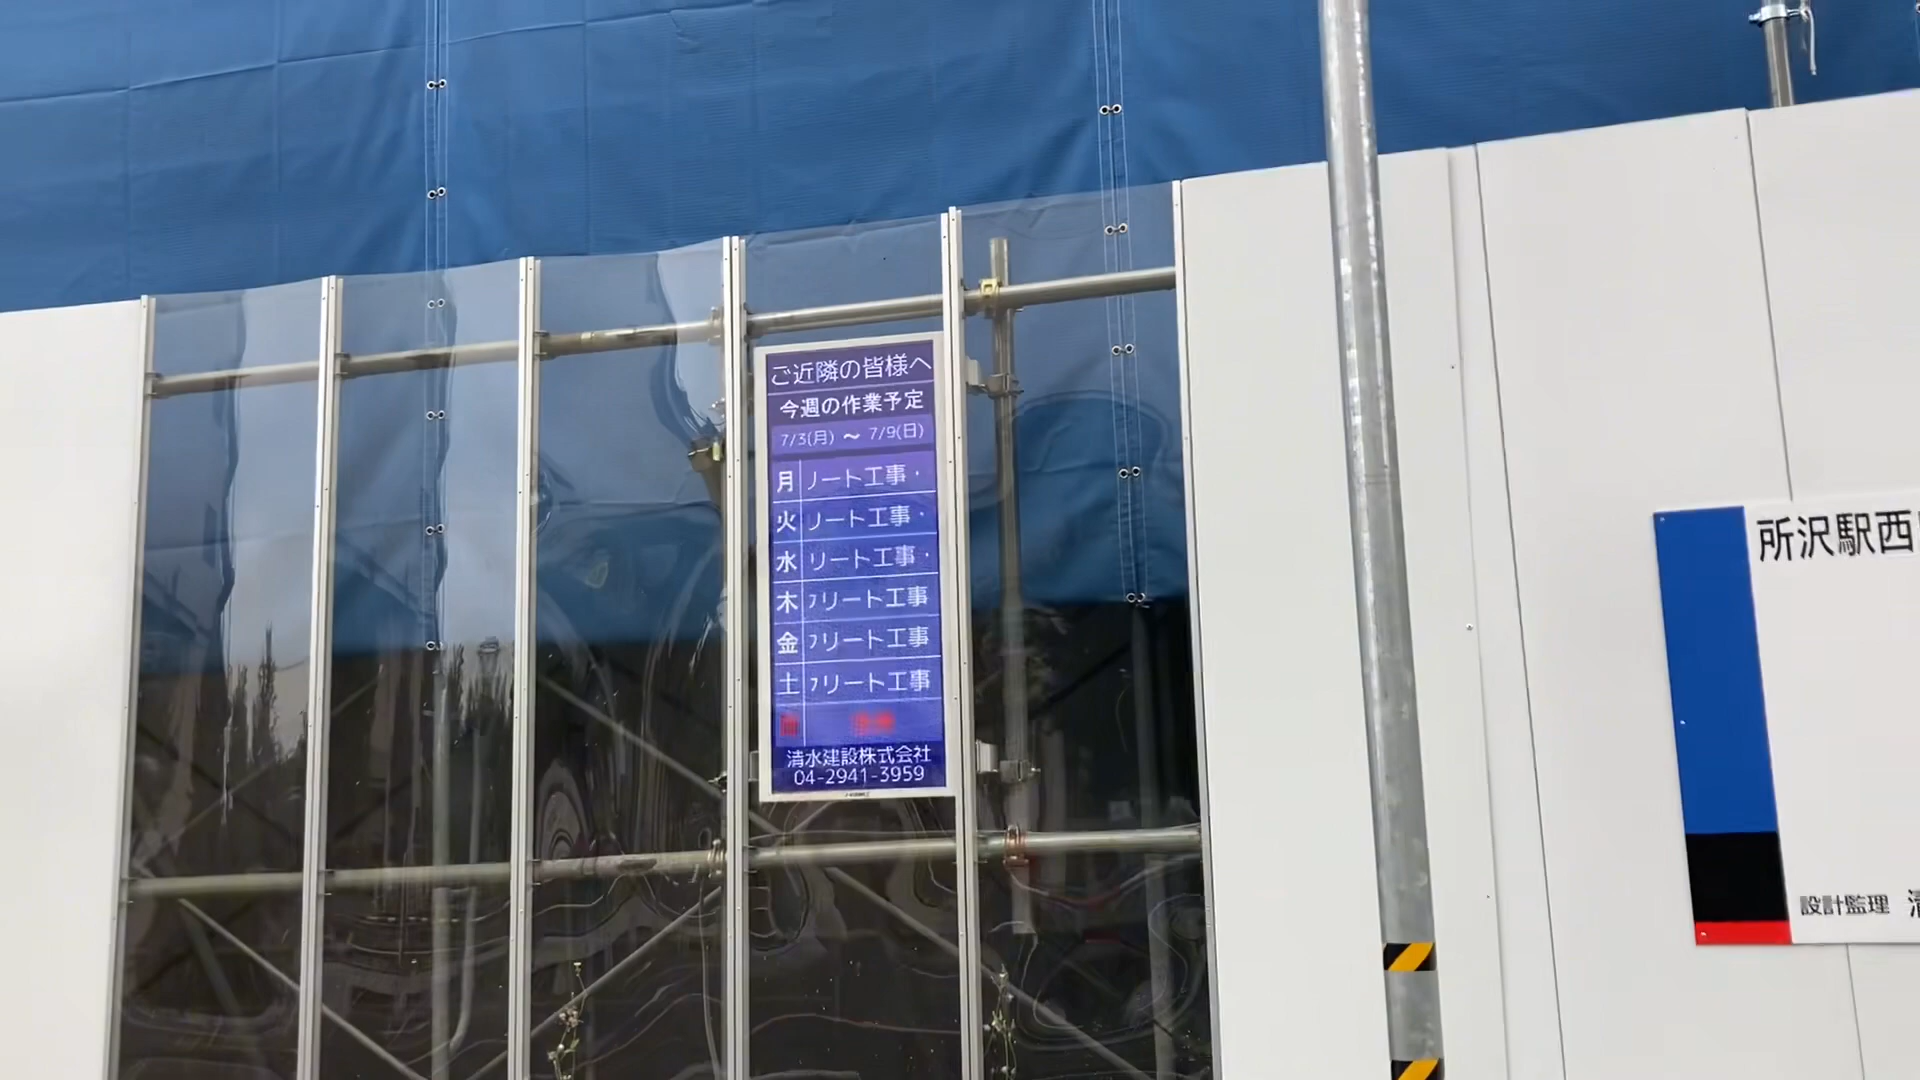 ご近隣の皆様へ
今週の作業予定
7/3(月) ～ 7/9(日)
月 リート工事・
火 リート工事・
水 リート工事・
木 クリート工事
金 クリート工事
土 クリート工事
清水建設株式会社
04-2941-3959
所沢駅西
設計監理